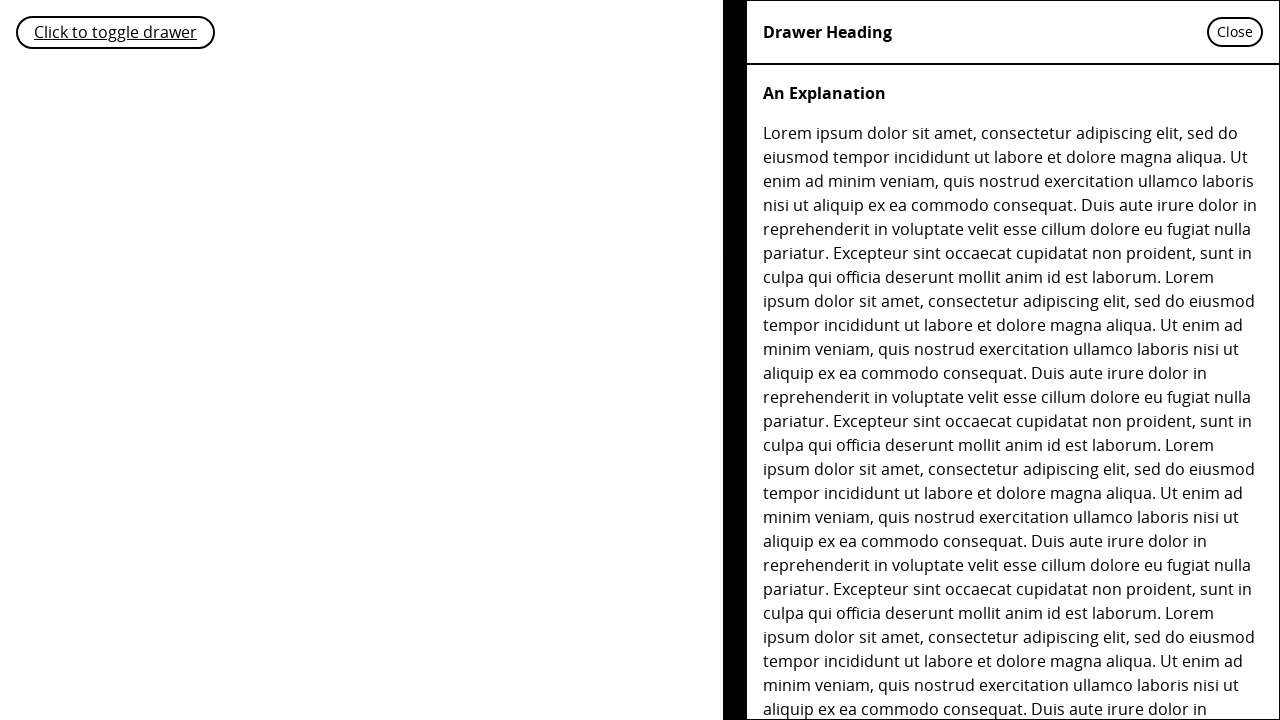 Click to toggle drawer
Drawer Heading
Close
An Explanation
Lorem ipsum dolor sit amet, consectetur adipiscing elit, sed do
eiusmod tempor incididunt ut labore et dolore magna aliqua. Ut
enim ad minim veniam, quis nostrud exercitation ullamco laboris
nisi ut aliquip ex ea commodo consequat. Duis aute irure dolor in
reprehenderit in voluptate velit esse cillum dolore eu fugiat nulla
pariatur. Excepteur sint occaecat cupidatat non proident, sunt in
culpa qui officia deserunt mollit anim id est laborum. Lorem
ipsum dolor sit amet, consectetur adipiscing elit, sed do eiusmod
tempor incididunt ut labore et dolore magna aliqua. Ut enim ad
minim veniam, quis nostrud exercitation ullamco laboris nisi ut
aliquip ex ea commodo consequat. Duis aute irure dolor in
reprehenderit in voluptate velit esse cillum dolore eu fugiat nulla
pariatur. Excepteur sint occaecat cupidatat non proident, sunt in
culpa qui officia deserunt mollit anim id est laborum. Lorem
ipsum dolor sit amet, consectetur adipiscing elit, sed do eiusmod
tempor incididunt ut labore et dolore magna aliqua. Ut enim ad
minim veniam, quis nostrud exercitation ullamco laboris nisi ut
aliquip ex ea commodo consequat. Duis aute irure dolor in
reprehenderit in voluptate velit esse cillum dolore eu fugiat nulla
pariatur. Excepteur sint occaecat cupidatat non proident, sunt in
culpa qui officia deserunt mollit anim id est laborum. Lorem
ipsum dolor sit amet, consectetur adipiscing elit, sed do eiusmod
tempor incididunt ut labore et dolore magna aliqua. Ut enim ad
minim veniam, quis nostrud exercitation ullamco laboris nisi ut
aliquip ex ea commodo consequat. Duis aute irure dolor in